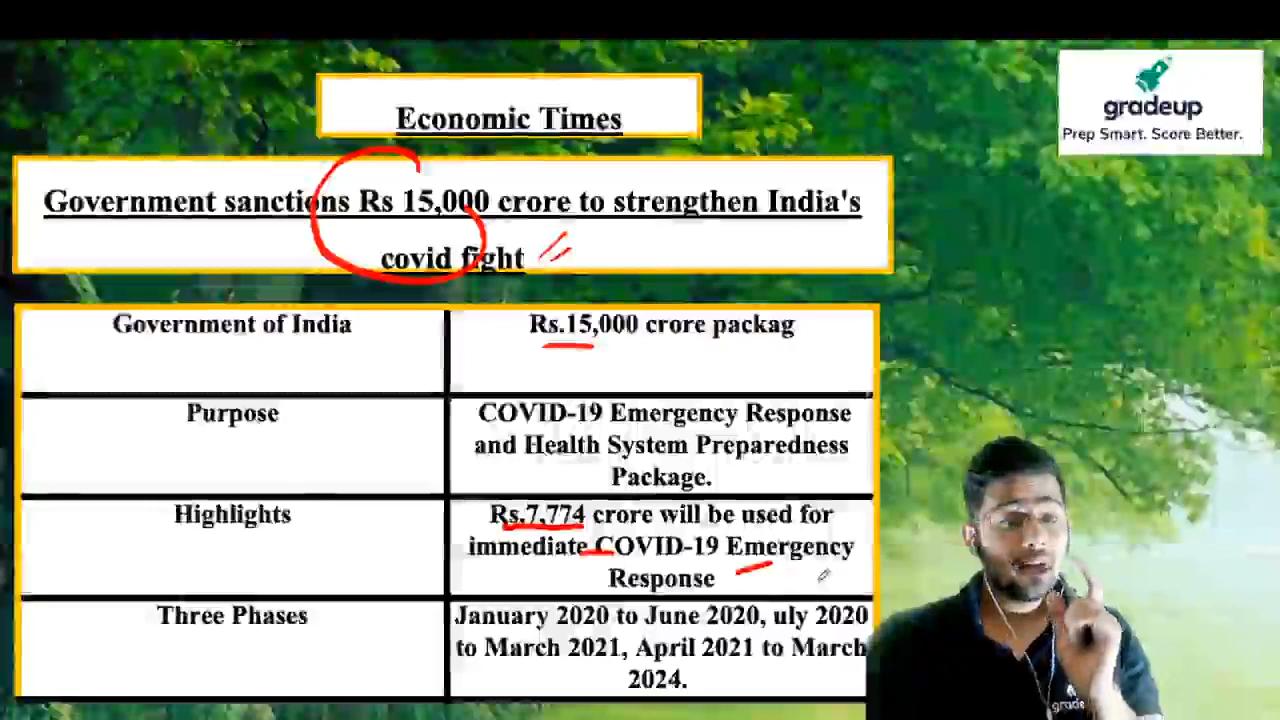 gradeup
Prep Smart. Score Better.
Economic Times
Government sanctions Rs 15,000 crore to strengthen India's
covid fight
Government of India
Rs.15,000 crore packag
Purpose
COVID-19 Emergency Response
and Health System Preparedness
Package.
Highlights
Rs.7,774 crore will be used for
immediate COVID-19 Emergency
Response
Three Phases
January 2020 to June 2020, uly 2020
to March 2021, April 2021 to March
2024.
grade